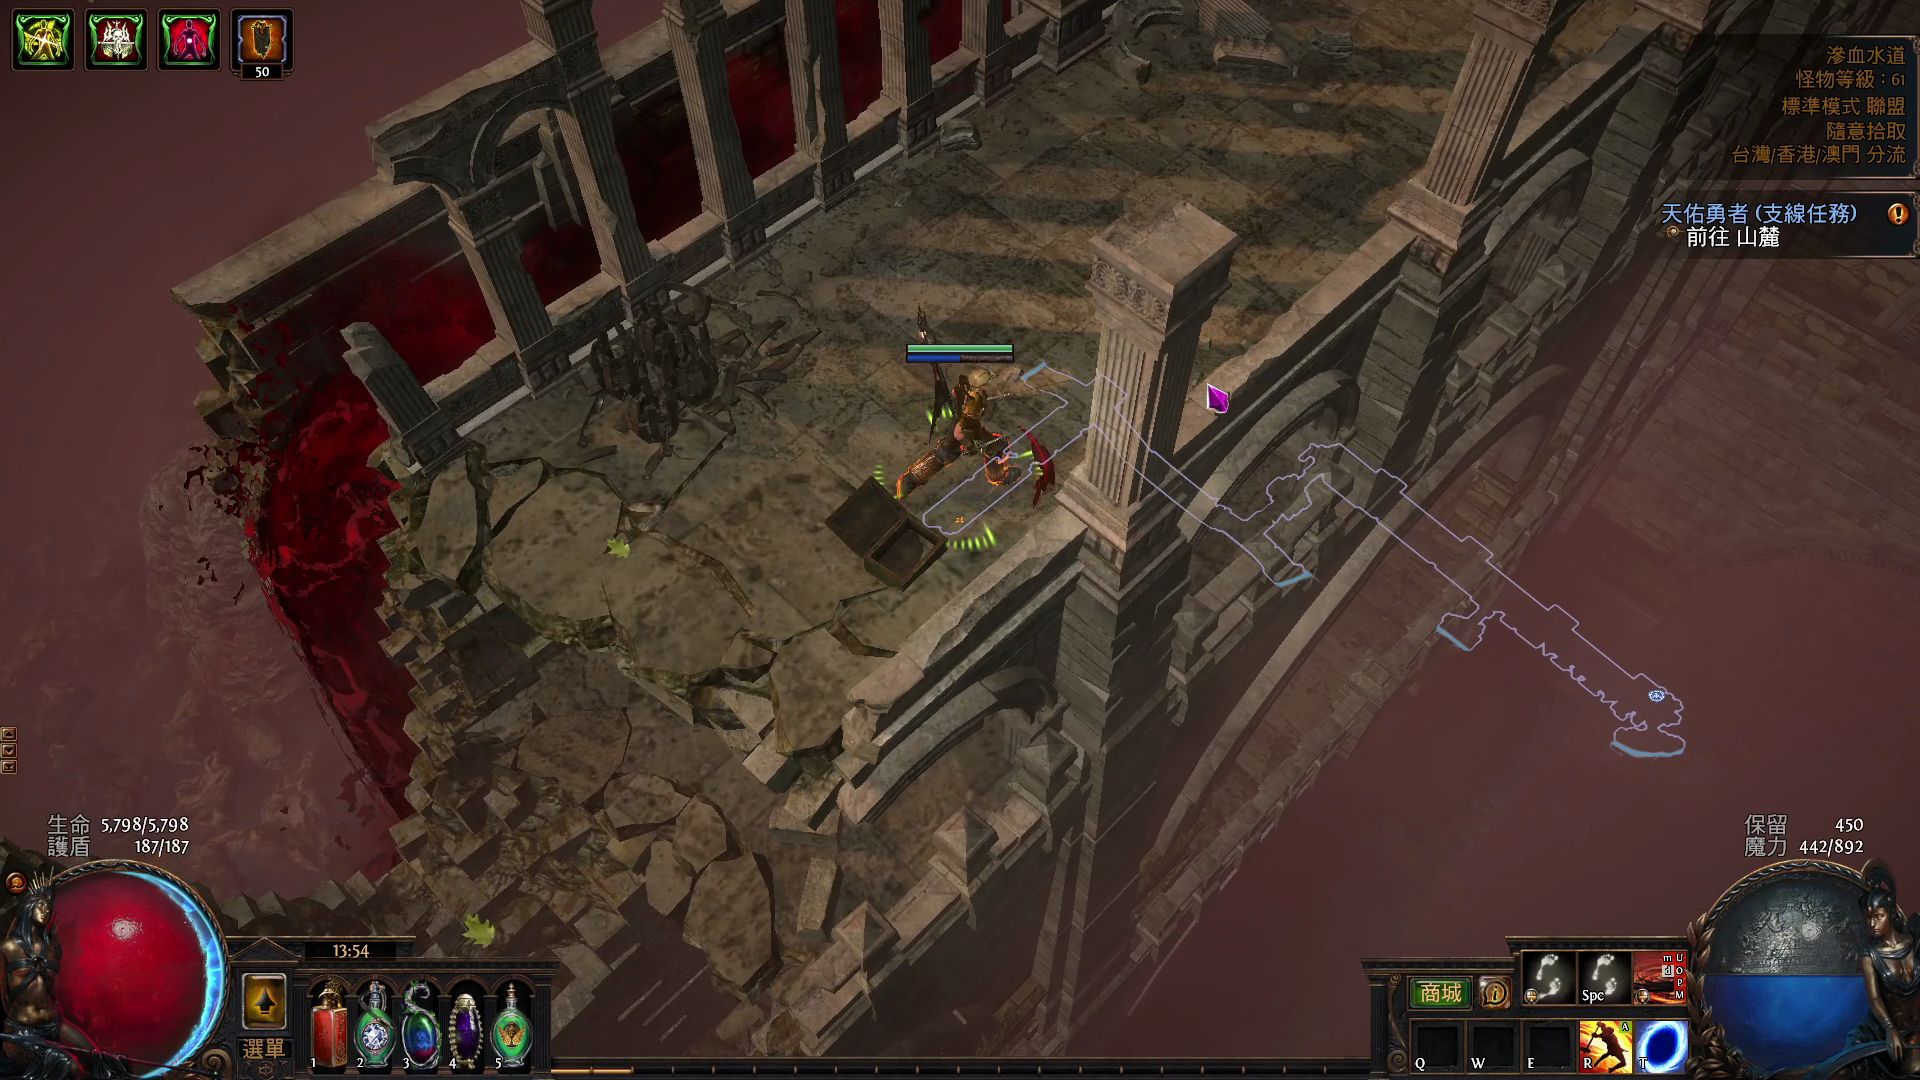 50
滲血水道
怪物等級：61
標準模式 聯盟
隨意拾取
台灣/香港/澳門 分流
天佑勇者 (支線任務)
前往 山麓
生命 5,798/5,798
護盾 187/187
保留 450
魔力 442/892
13:54
選單
1 2 3 4 5
商城
Spc
m U
d O
P
M
Q W E R A T